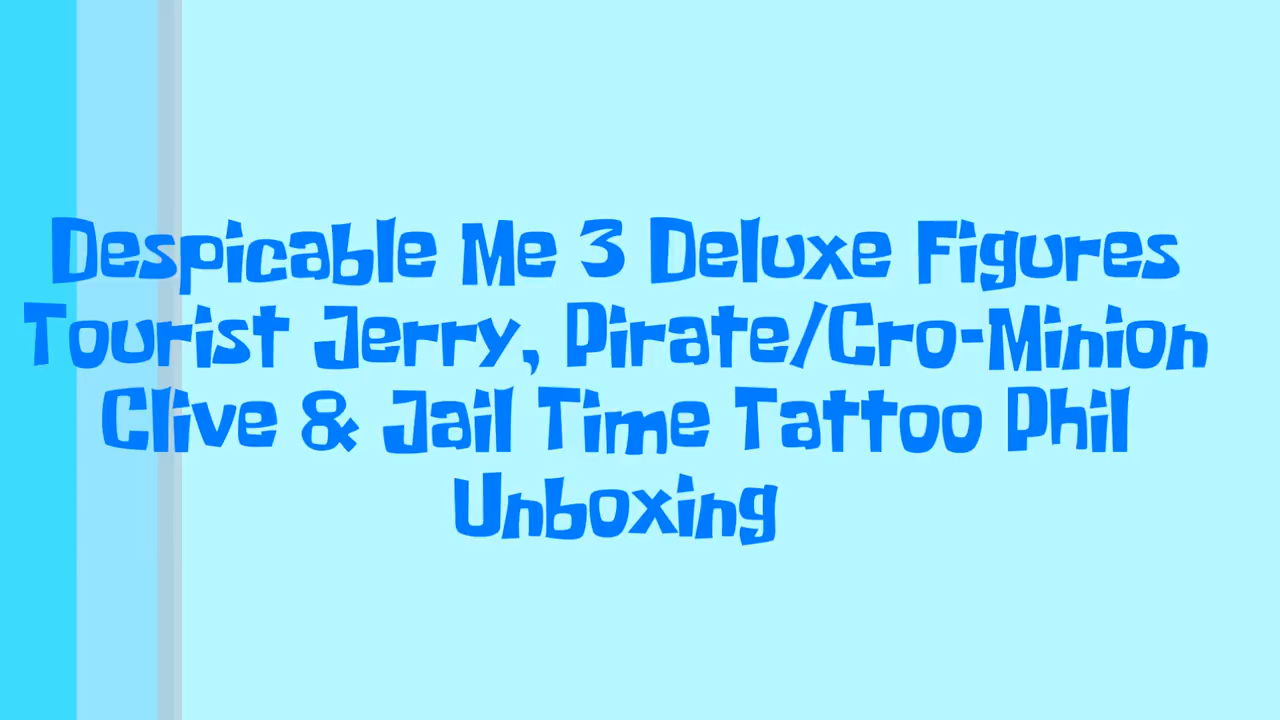 Despicable Me 3 Deluxe Figures
Tourist Jerry, Pirate/Cro-Minion
Clive & Jail Time Tattoo Phil
Unboxing